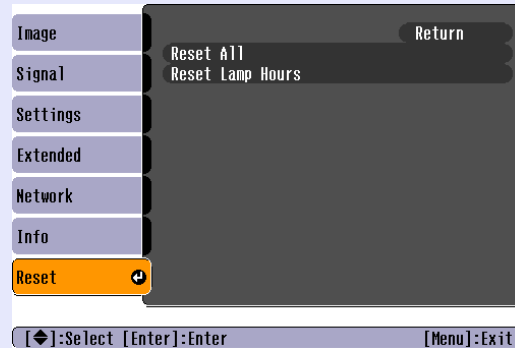 Image
Signal
Settings
Extended
Network
Info
Reset
Return
Reset All
Reset Lamp Hours
[◆]:Select [Enter]:Enter
[Menu]:Exit